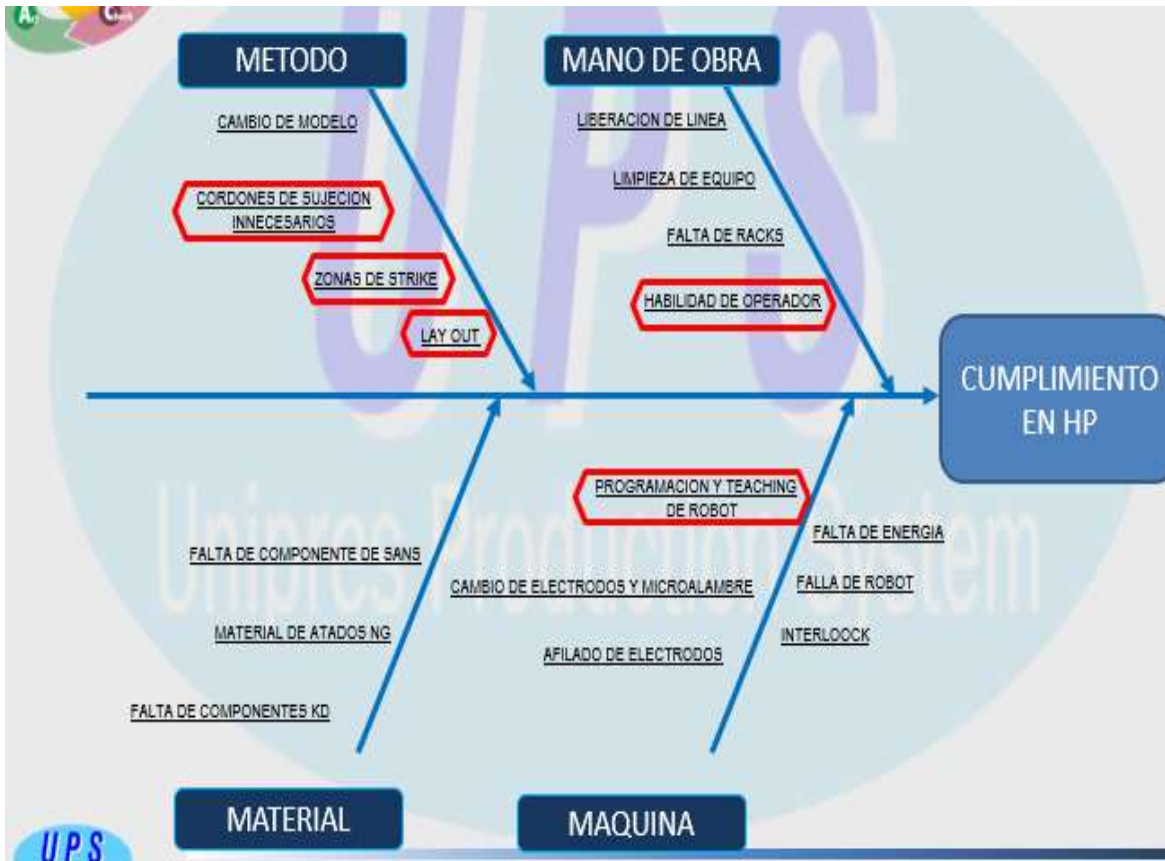 Act
Check
METODO
MANO DE OBRA
CAMBIO DE MODELO
LIBERACION DE LINEA
CORDONES DE SUJECION
INNECESARIOS
LIMPIEZA DE EQUIPO
FALTA DE RACKS
ZONAS DE STRIKE
HABILIDAD DE OPERADOR
LAY OUT
UPS
CUMPLIMIENTO
EN HP
PROGRAMACION Y TEACHING
DE ROBOT
Unipres Production System
FALTA DE ENERGIA
FALTA DE COMPONENTE DE SANS
CAMBIO DE ELECTRODOS Y MICROALAMBRE
FALLA DE ROBOT
MATERIAL DE ATADOS NG
INTERLOOCK
AFILADO DE ELECTRODOS
FALTA DE COMPONENTES KD
MATERIAL
MAQUINA
UPS